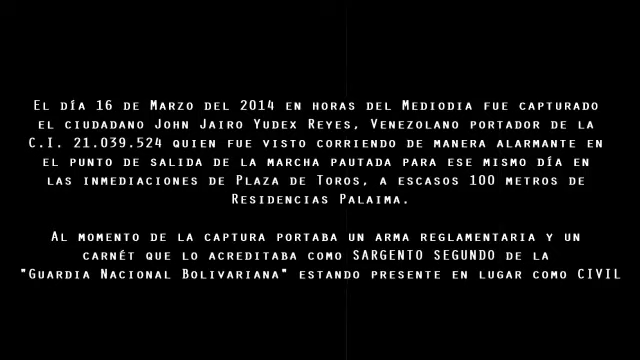 El día 16 de Marzo del 2014 en horas del Mediodia fue capturado
el ciudadano John Jairo Yudex Reyes, Venezolano portador de la
C.I. 21.039.524 quien fue visto corriendo de manera alarmante en
el punto de salida de la marcha pautada para ese mismo día en
las inmediaciones de Plaza de Toros, a escasos 100 metros de
Residencias Palaima.
Al momento de la captura portaba un arma reglamentaria y un
carnét que lo acreditaba como SARGENTO SEGUNDO de la
"Guardia Nacional Bolivariana" estando presente en lugar como CIVIL